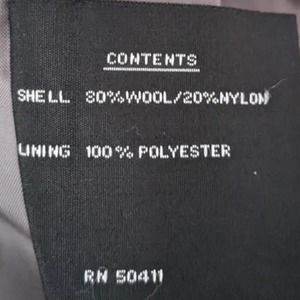 CONTENTS
SHELL 80%WOOL/20%NYLON
LINING 100% POLYESTER
RN 50411